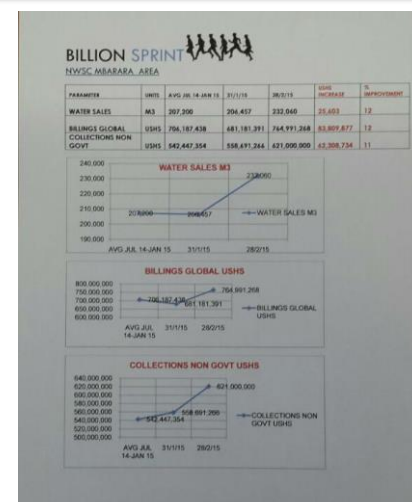 BILLION SPRINT
NWSC MBARARA AREA
PARAMETER UNITS AVG JUL 14-JAN 15 31/1/15 28/2/15 USHS INCREASE % IMPROVEMENT
WATER SALES M3 207,200 206,457 232,060 25,603 12
BILLINGS GLOBAL USHS 706,187,438 681,181,391 764,991,268 83,809,877 12
COLLECTIONS NON GOVT USHS 542,447,354 558,691,266 621,000,000 62,308,734 11
WATER SALES M3
240,000
230,000
220,000
210,000
200,000
190,000
207,200 206,457 232,060
WATER SALES M3
AVG JUL 14-JAN 15 31/1/15 28/2/15
BILLINGS GLOBAL USHS
800,000,000
750,000,000
700,000,000
650,000,000
600,000,000
706,187,438 681,181,391 764,991,268
BILLINGS GLOBAL
USHS
AVG JUL 31/1/15 28/2/15
14-JAN 15
COLLECTIONS NON GOVT USHS
640,000,000
620,000,000
600,000,000
580,000,000
560,000,000
540,000,000
520,000,000
500,000,000
542,447,354 558,691,266 621,000,000
COLLECTIONS NON
GOVT USHS
AVG JUL 31/1/15 28/2/15
14-JAN 15